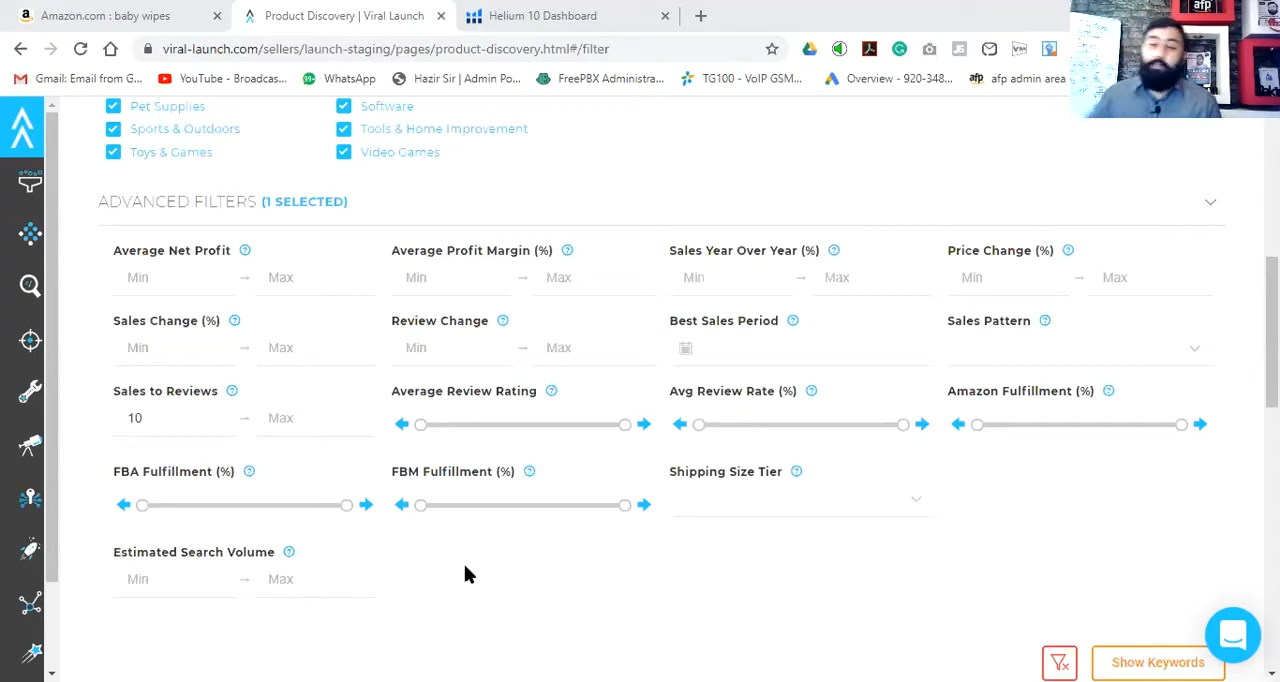 Amazon.com : baby wipes
Product Discovery | Viral Launch
Helium 10 Dashboard
viral-launch.com/sellers/launch-staging/pages/product-discovery.html#/filter
Gmail: Email from G...
YouTube - Broadcas...
WhatsApp
Hazir Sir | Admin Po...
FreePBX Administra...
TG100 - VoIP GSM...
Overview - 920-348...
afp admin area
afp
Pet Supplies
Software
Sports & Outdoors
Tools & Home Improvement
Toys & Games
Video Games
ADVANCED FILTERS (1 SELECTED)
Average Net Profit
Average Profit Margin (%)
Sales Year Over Year (%)
Price Change (%)
Min → Max
Min → Max
Min → Max
Min → Max
Sales Change (%)
Review Change
Best Sales Period
Sales Pattern
Min → Max
Min → Max
Sales to Reviews
Average Review Rating
Avg Review Rate (%)
Amazon Fulfillment (%)
10 → Max
FBA Fulfillment (%)
FBM Fulfillment (%)
Shipping Size Tier
Estimated Search Volume
Min → Max
Show Keywords